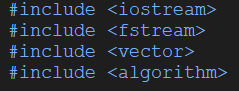 #include <iostream>
#include <fstream>
#include <vector>
#include <algorithm>